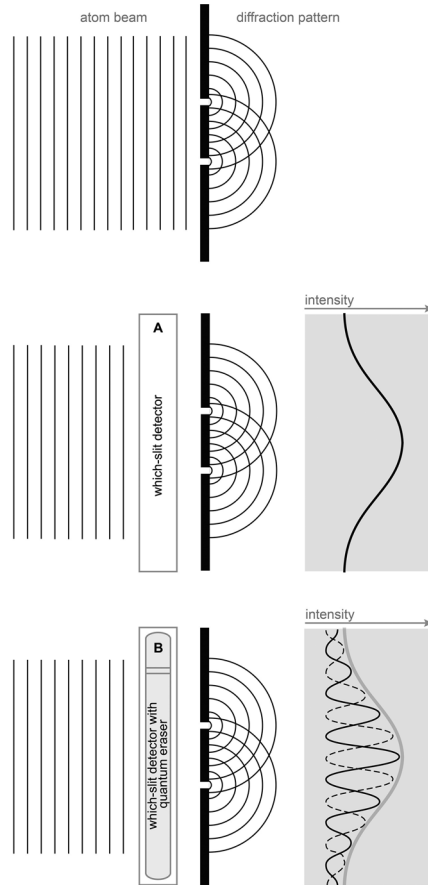 atom beam
diffraction pattern
intensity
A
which-slit detector
intensity
B
which-slit detector with
quantum eraser